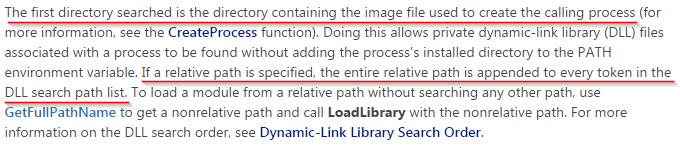 The first directory searched is the directory containing the image file used to create the calling process (for
more information, see the CreateProcess function). Doing this allows private dynamic-link library (DLL) files
associated with a process to be found without adding the process's installed directory to the PATH
environment variable. If a relative path is specified, the entire relative path is appended to every token in the
DLL search path list. To load a module from a relative path without searching any other path, use
GetFullPathName to get a nonrelative path and call LoadLibrary with the nonrelative path. For more
information on the DLL search order, see Dynamic-Link Library Search Order.